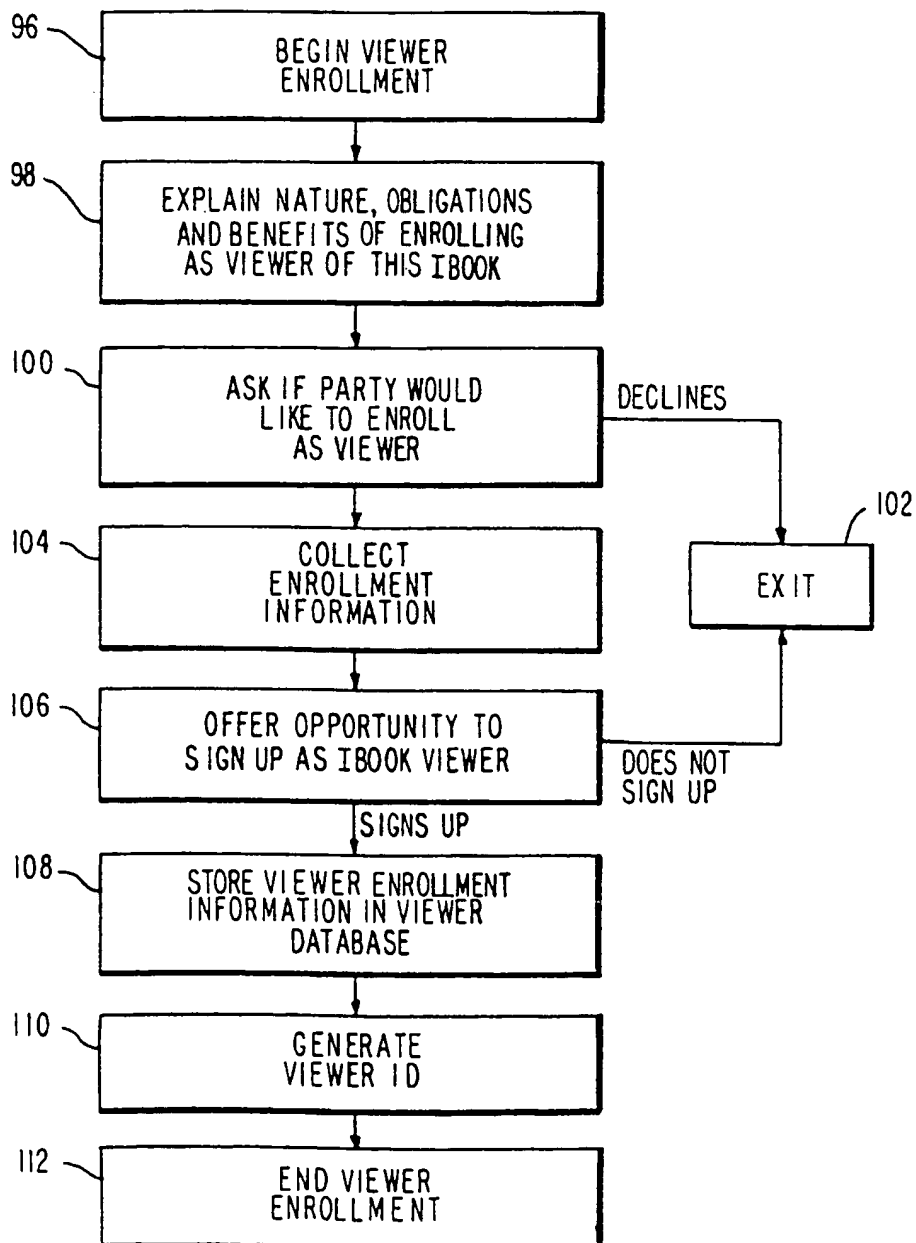 96
BEGIN VIEWER
ENROLLMENT
98
EXPLAIN NATURE, OBLIGATIONS
AND BENEFITS OF ENROLLING
AS VIEWER OF THIS IBOOK
100
ASK IF PARTY WOULD
LIKE TO ENROLL
AS VIEWER
DECLINES
102
EXIT
104
COLLECT
ENROLLMENT
INFORMATION
106
OFFER OPPORTUNITY TO
SIGN UP AS IBOOK VIEWER
DOES NOT
SIGN UP
SIGNS UP
108
STORE VIEWER ENROLLMENT
INFORMATION IN VIEWER
DATABASE
110
GENERATE
VIEWER ID
112
END VIEWER
ENROLLMENT